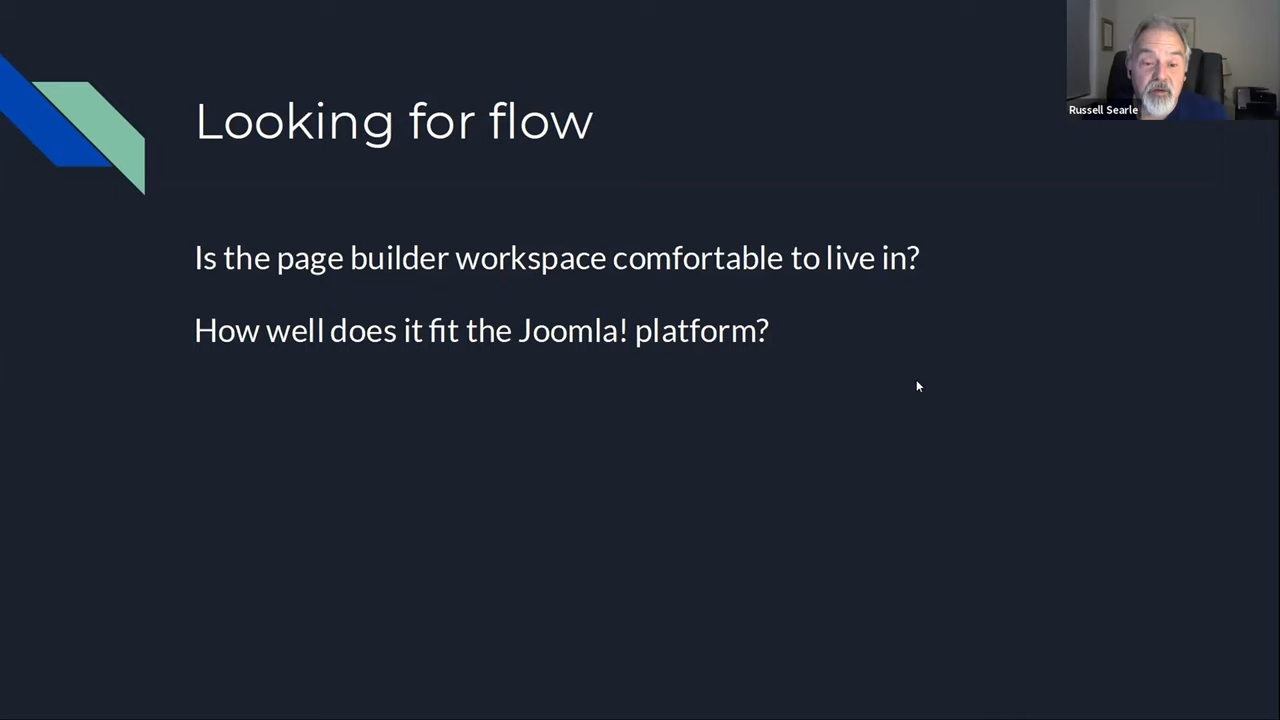 Looking for flow
Russell Searle
Is the page builder workspace comfortable to live in?
How well does it fit the Joomla! platform?